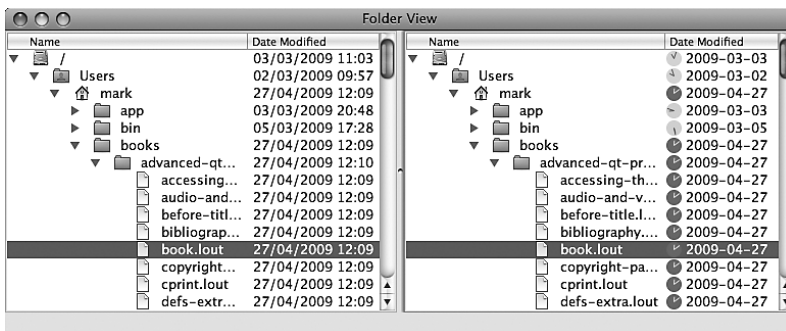 Folder View
Name Date Modified
/ 03/03/2009 11:03
Users 02/03/2009 09:57
mark 27/04/2009 12:09
app 03/03/2009 20:48
bin 05/03/2009 17:28
books 27/04/2009 12:09
advanced-qt... 27/04/2009 12:10
accessing... 27/04/2009 12:09
audio-and... 27/04/2009 12:09
before-titl... 27/04/2009 12:09
bibliograp... 27/04/2009 12:09
book.lout 27/04/2009 12:09
copyright... 27/04/2009 12:09
cprint.lout 27/04/2009 12:09
defs-extr... 27/04/2009 12:09
Name Date Modified
/ 2009-03-03
Users 2009-03-02
mark 2009-04-27
app 2009-03-03
bin 2009-03-05
books 2009-04-27
advanced-qt-pr... 2009-04-27
accessing-th... 2009-04-27
audio-and-v... 2009-04-27
before-title.l... 2009-04-27
bibliography.... 2009-04-27
book.lout 2009-04-27
copyright-pa... 2009-04-27
cprint.lout 2009-04-27
defs-extra.lout 2009-04-27